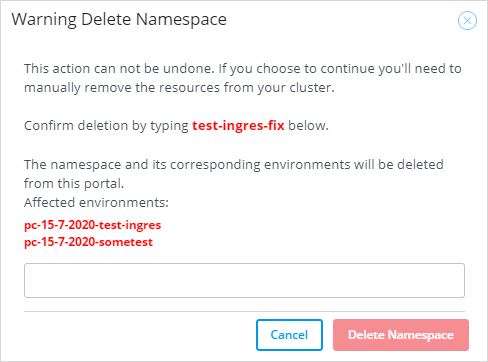 Warning Delete Namespace
This action can not be undone. If you choose to continue you'll need to
manually remove the resources from your cluster.
Confirm deletion by typing test-ingres-fix below.
The namespace and its corresponding environments will be deleted
from this portal.
Affected environments:
pc-15-7-2020-test-ingres
pc-15-7-2020-sometest
Cancel
Delete Namespace